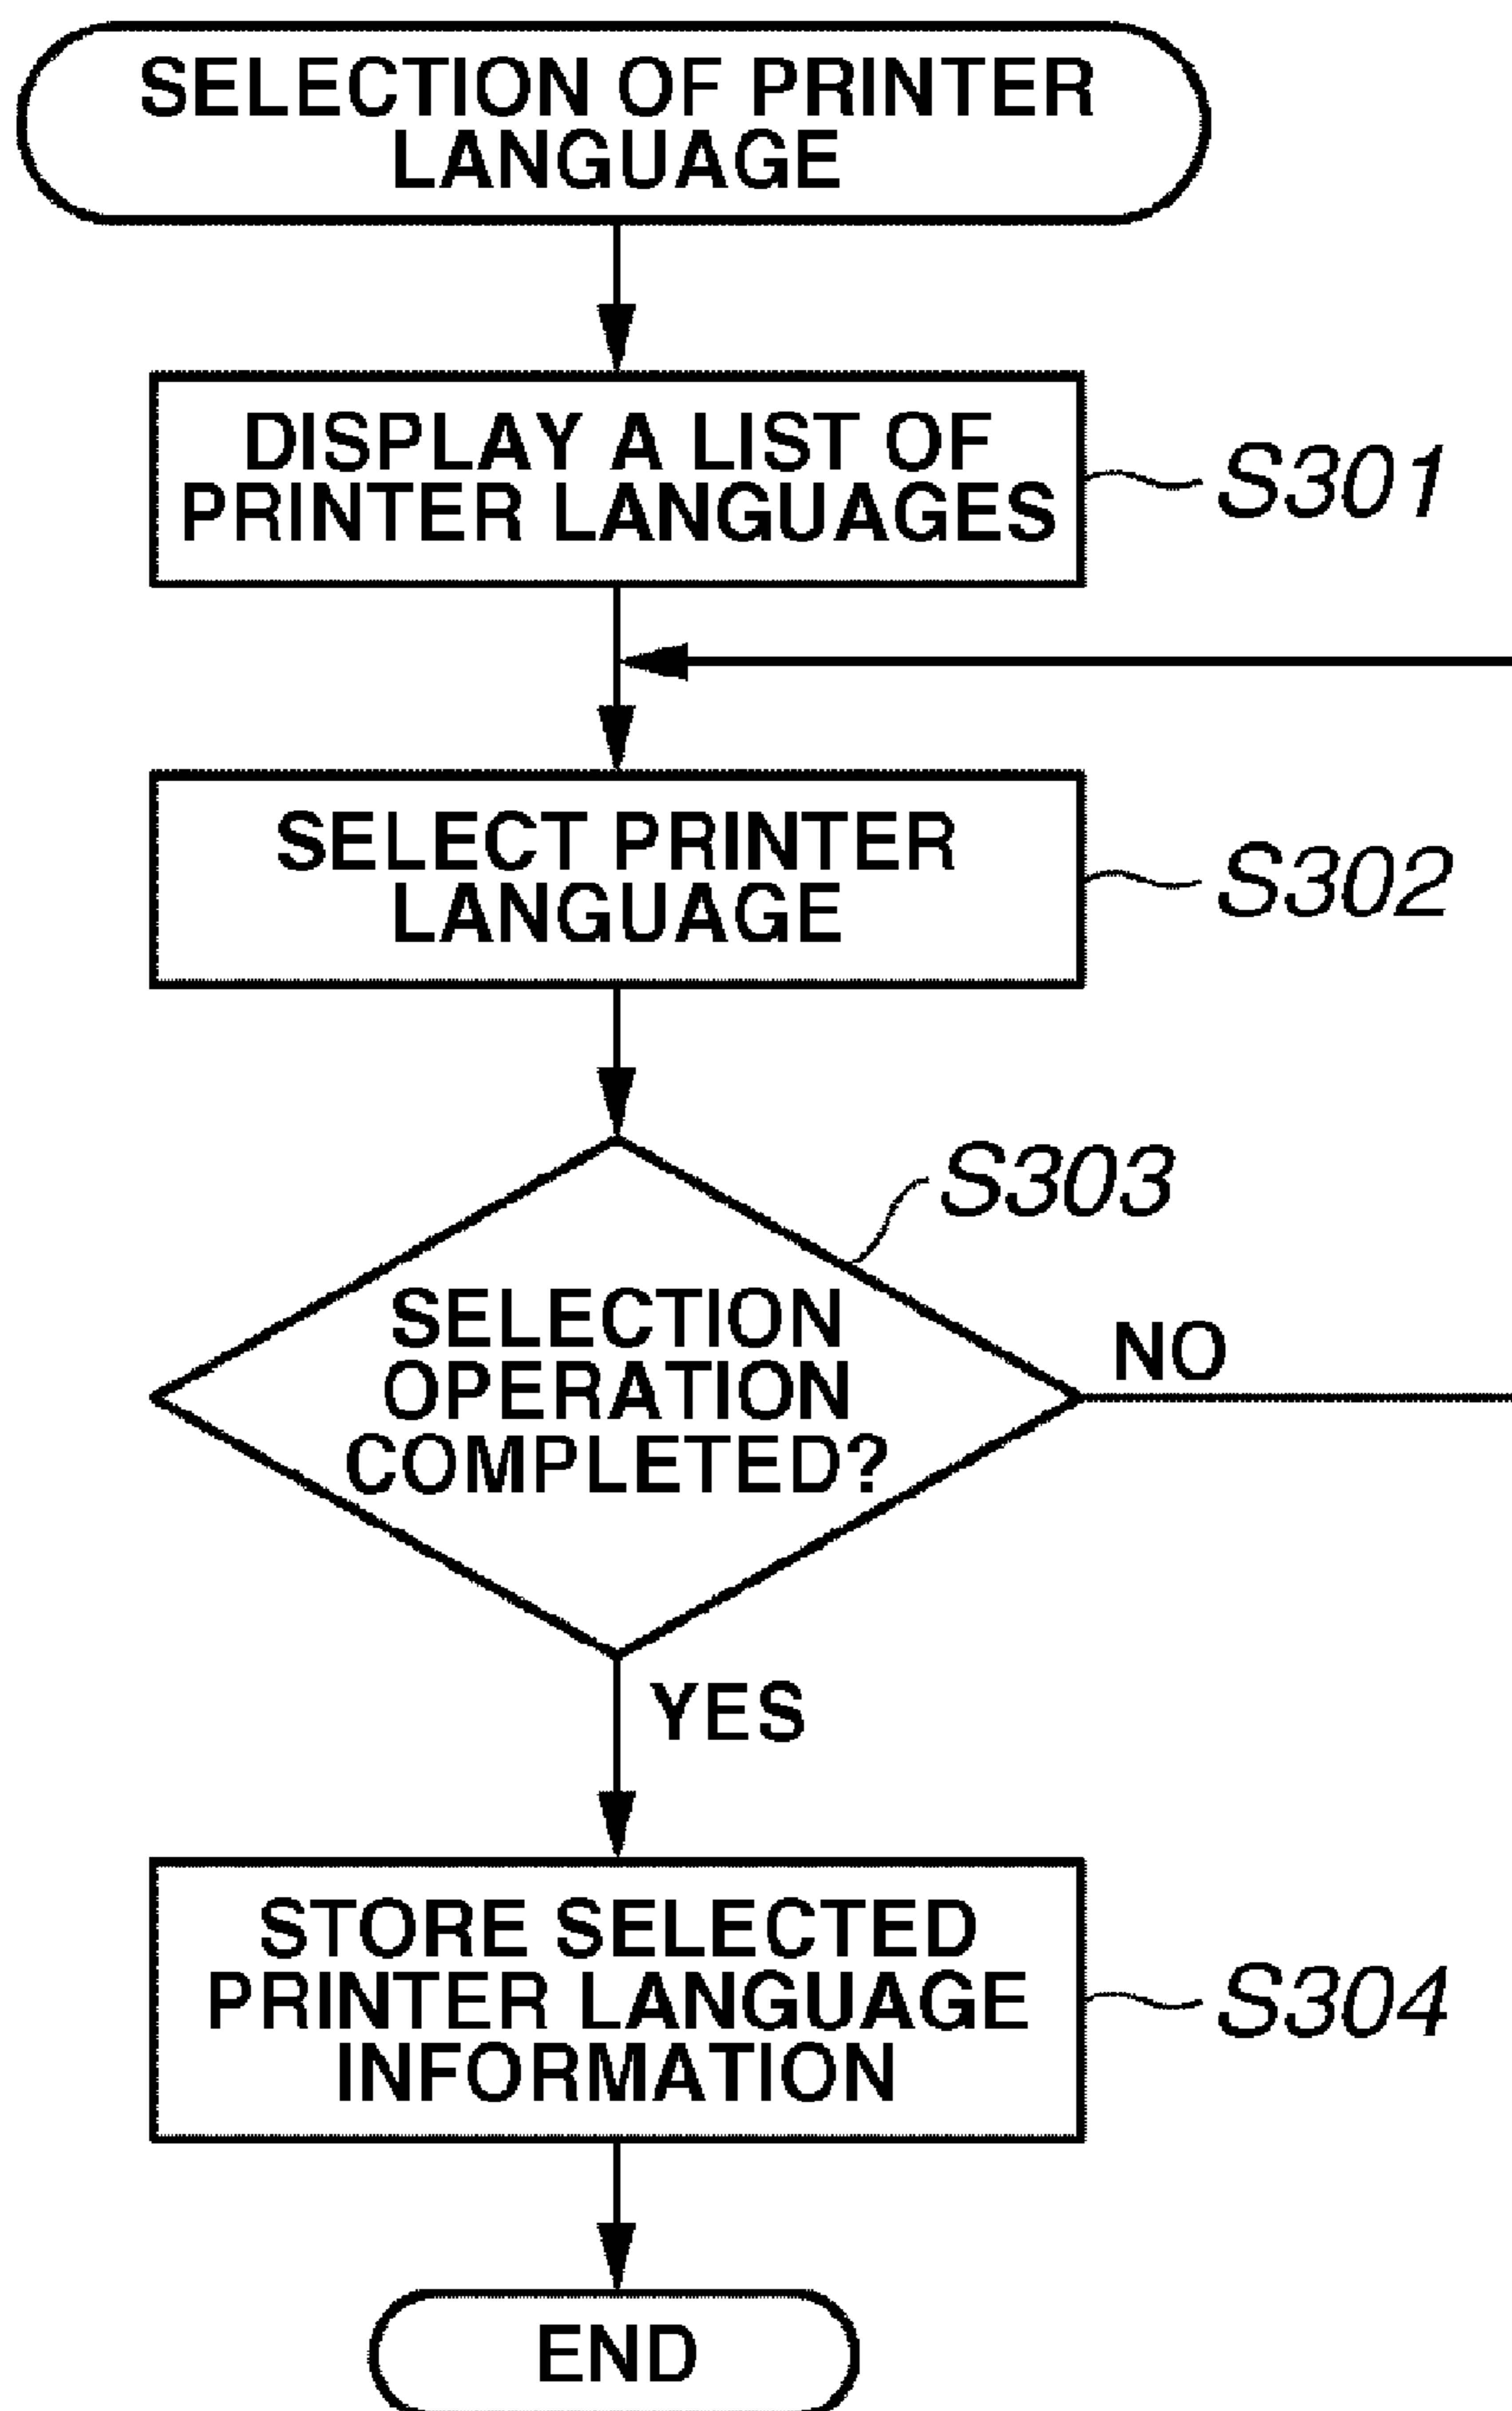 SELECTION OF PRINTER
LANGUAGE
DISPLAY A LIST OF
PRINTER LANGUAGES
S301
SELECT PRINTER
LANGUAGE
S302
S303
SELECTION
OPERATION
COMPLETED?
NO
YES
STORE SELECTED
PRINTER LANGUAGE
INFORMATION
S304
END